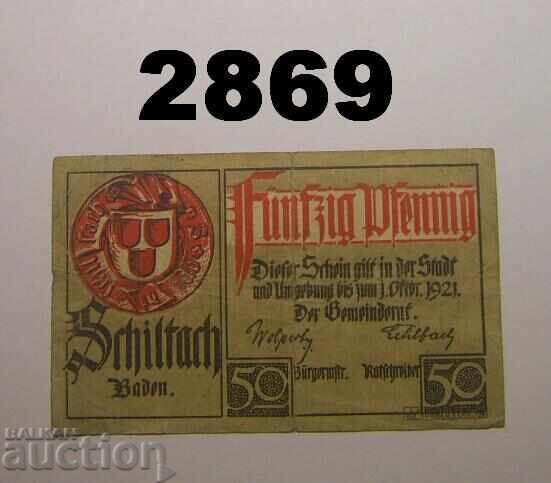 2869
Fünfzig Pfennig
Dieser Schein gilt in der Stadt
und Umgebung bis zum 1. Oktbr. 1921.
Der Gemeinderat.
Bürgermstr. Ratschreiber
50 50
Schiltach
Baden.
BALKAN
auction